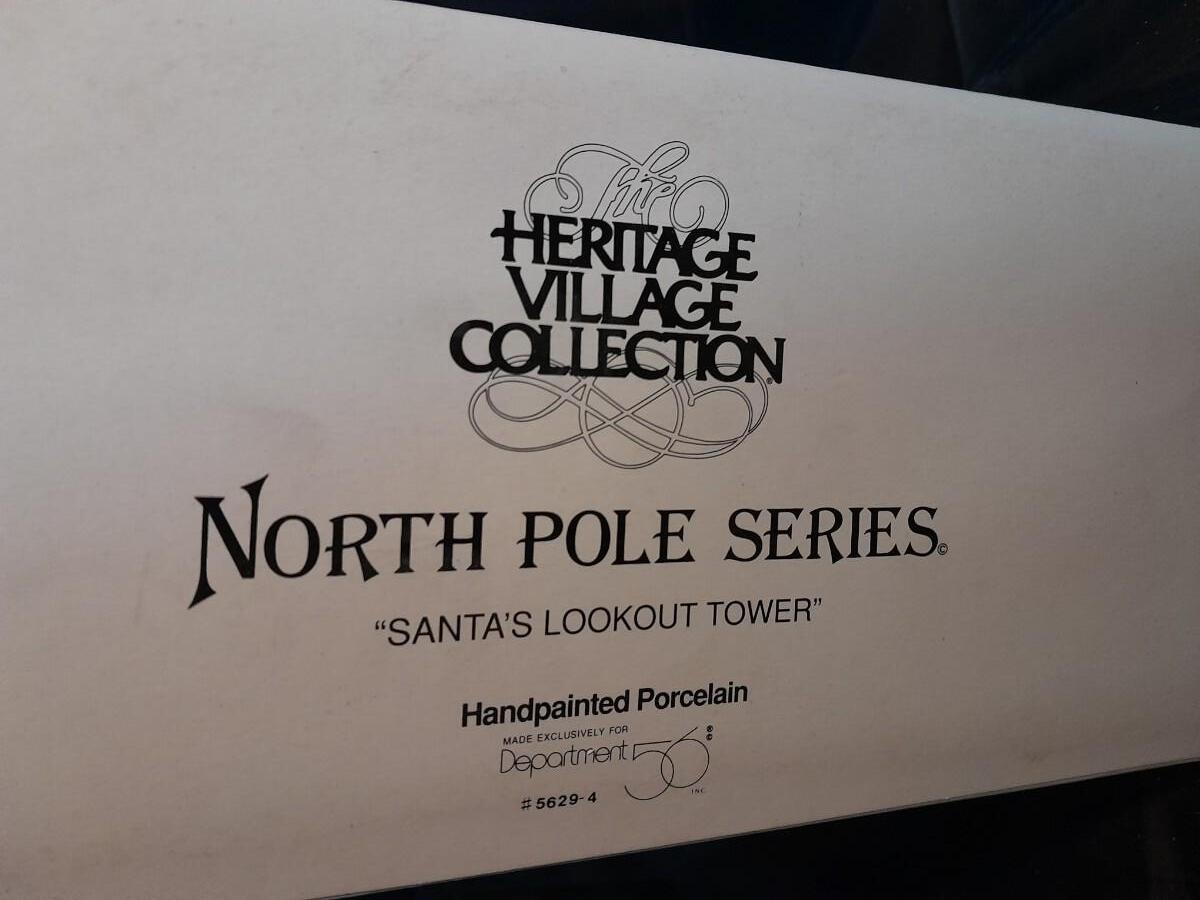 The
HERITAGE
VILLAGE
COLLECTION®
NORTH POLE SERIES©
“SANTA’S LOOKOUT TOWER”
Handpainted Porcelain
MADE EXCLUSIVELY FOR
Department 56 ® ©
INC.
#5629-4